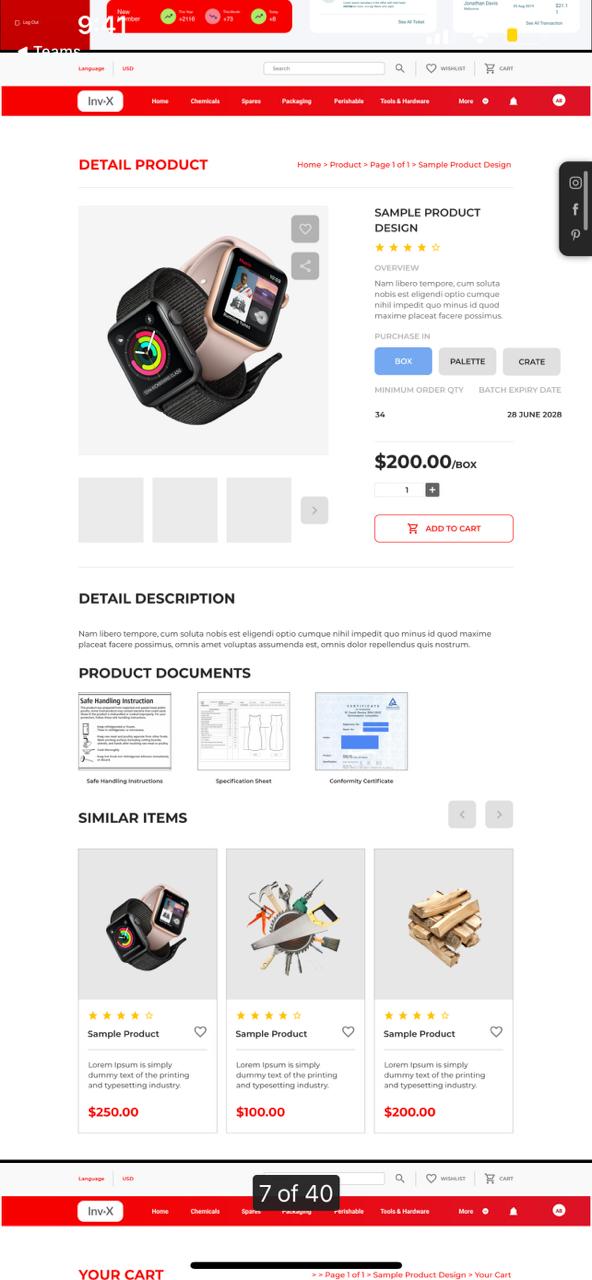 Log Out
9:41
◀ Teams
New
Member
This Year
+2116
This Month
+73
Today
+8
See All Ticket
Jonathan Davis
05 Aug 2019
$21.1
1
See All Transaction
Language
USD
Search
WISHLIST
CART
Inv·X
Home
Chemicals
Spares
Packaging
Perishable
Tools & Hardware
More
AB
DETAIL PRODUCT
Home > Product > Page 1 of 1 > Sample Product Design
SAMPLE PRODUCT
DESIGN
OVERVIEW
Nam libero tempore, cum soluta
nobis est eligendi optio cumque
nihil impedit quo minus id quod
maxime placeat facere possimus.
PURCHASE IN
BOX
PALETTE
CRATE
MINIMUM ORDER QTY
BATCH EXPIRY DATE
34
28 JUNE 2028
$200.00/BOX
1
+
ADD TO CART
DETAIL DESCRIPTION
Nam libero tempore, cum soluta nobis est eligendi optio cumque nihil impedit quo minus id quod maxime
placeat facere possimus, omnis amet voluptas assumenda est, omnis dolor repellendus quis nostrum.
PRODUCT DOCUMENTS
Safe Handling Instruction
CERTIFICATE
Safe Handling Instructions
Specification Sheet
Conformity Certificate
SIMILAR ITEMS
Sample Product
Lorem Ipsum is simply
dummy text of the printing
and typesetting industry.
$250.00
Sample Product
Lorem Ipsum is simply
dummy text of the printing
and typesetting industry.
$100.00
Sample Product
Lorem Ipsum is simply
dummy text of the printing
and typesetting industry.
$200.00
Language
USD
7 of 40
WISHLIST
CART
Inv·X
Home
Chemicals
Spares
Packaging
Perishable
Tools & Hardware
More
AB
YOUR CART
> > Page 1 of 1 > Sample Product Design > Your Cart